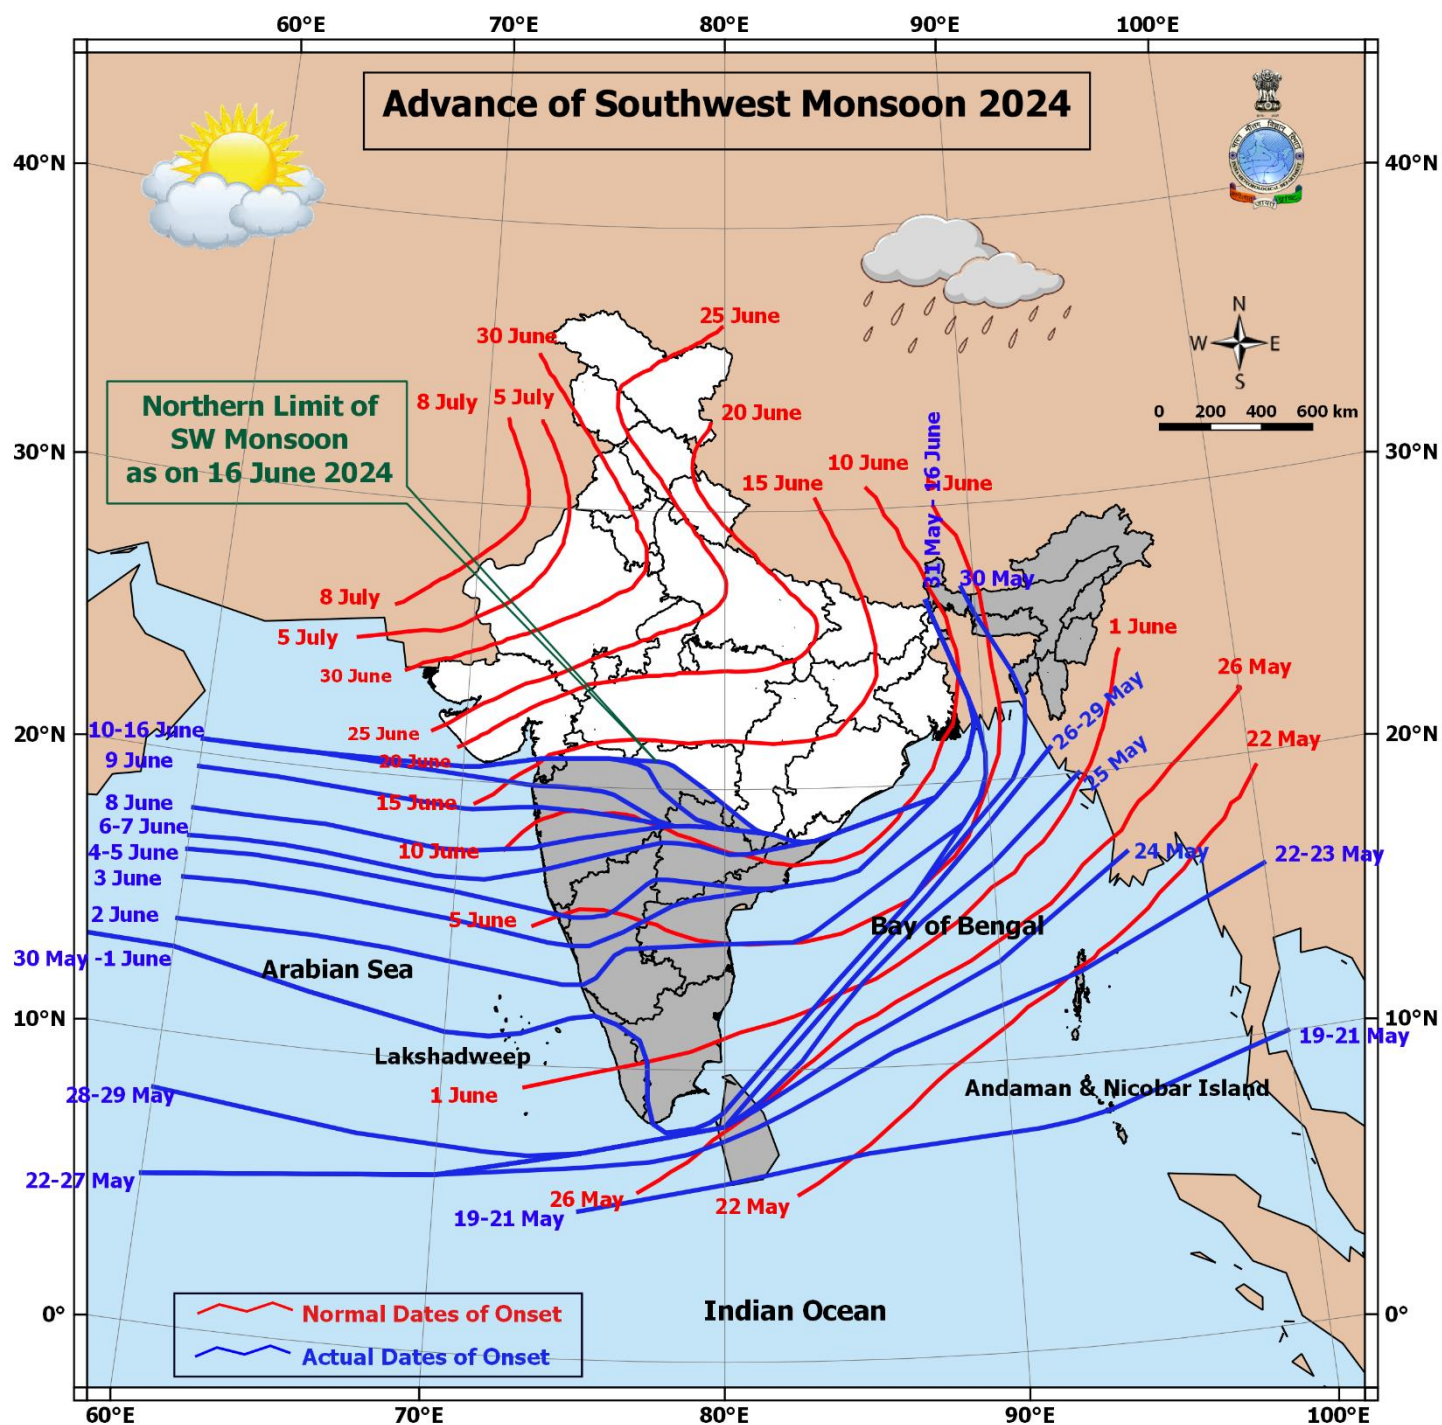 60°E 70°E 80°E 90°E 100°E
Advance of Southwest Monsoon 2024
40°N 40°N
N
W E
S
25 June
30 June
8 July 5 July
20 June
0 200 400 600 km
Northern Limit of
SW Monsoon
as on 16 June 2024
30°N 30°N
10 June
15 June
June
31 May - 16 June
30 May
8 July
5 July
1 June
30 June
26 May
26-29 May
10-16 June
25 June
20°N 20°N
22 May
9 June
20 June
25 May
8 June
15 June
6-7 June
4-5 June
10 June
24 May
22-23 May
3 June
2 June
5 June
Bay of Bengal
30 May -1 June
Arabian Sea
10°N 10°N
19-21 May
Lakshadweep
28-29 May
1 June
Andaman & Nicobar Island
22-27 May
26 May
22 May
19-21 May
0° 0°
Indian Ocean
Normal Dates of Onset
Actual Dates of Onset
60°E 70°E 80°E 90°E 100°E